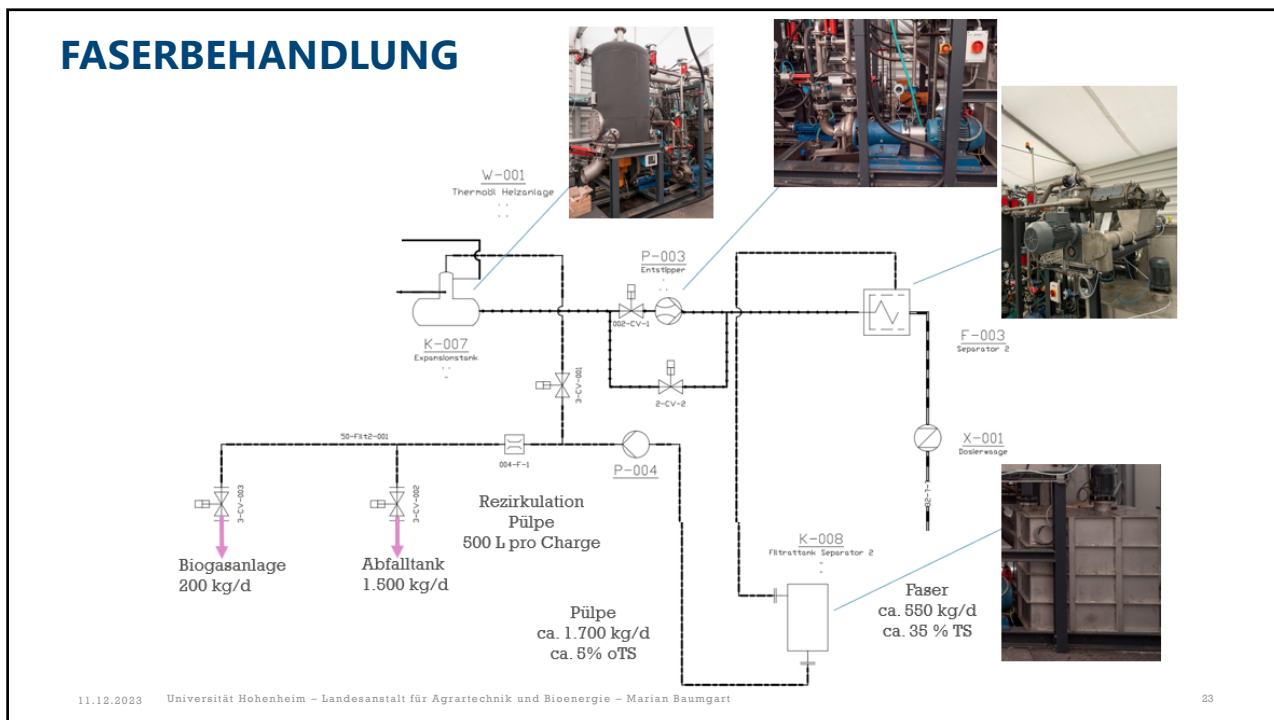 FASERBEHANDLUNG
W-001
Thermoöl Heizanlage
P-003
Entstipper
002-CV-1
K-007
Expansionstank
F-003
Separator 2
3-CV-001
2-CV-2
50-Filt2-001
004-F-1
P-004
X-001
Dosierwaage
3-CV-003
3-CV-002
Rezirkulation
Pülpe
500 L pro Charge
K-008
Filtrattank Separator 2
Biogasanlage
200 kg/d
Abfalltank
1.500 kg/d
Pülpe
ca. 1.700 kg/d
ca. 5% oTS
Faser
ca. 550 kg/d
ca. 35 % TS
11.12.2023
Universität Hohenheim – Landesanstalt für Agrartechnik und Bioenergie – Marian Baumgart
23